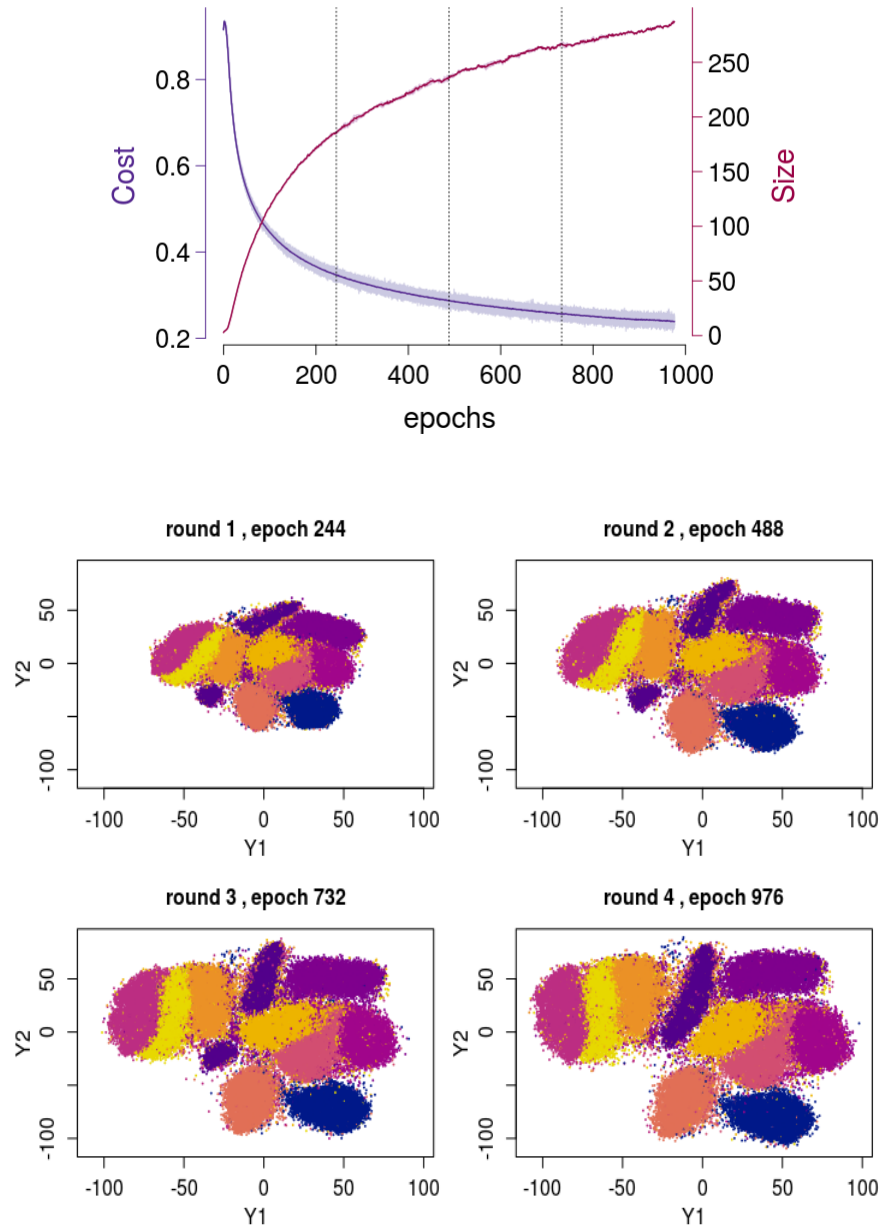 Cost
0.8
0.6
0.4
0.2
250
200
150
100
50
0
Size
0 200 400 600 800 1000
epochs
round 1 , epoch 244
Y2
50
0
-100
-100 -50 0 50 100
Y1
round 2 , epoch 488
Y2
50
0
-100
-100 -50 0 50 100
Y1
round 3 , epoch 732
Y2
50
0
-100
-100 -50 0 50 100
Y1
round 4 , epoch 976
Y2
50
0
-100
-100 -50 0 50 100
Y1